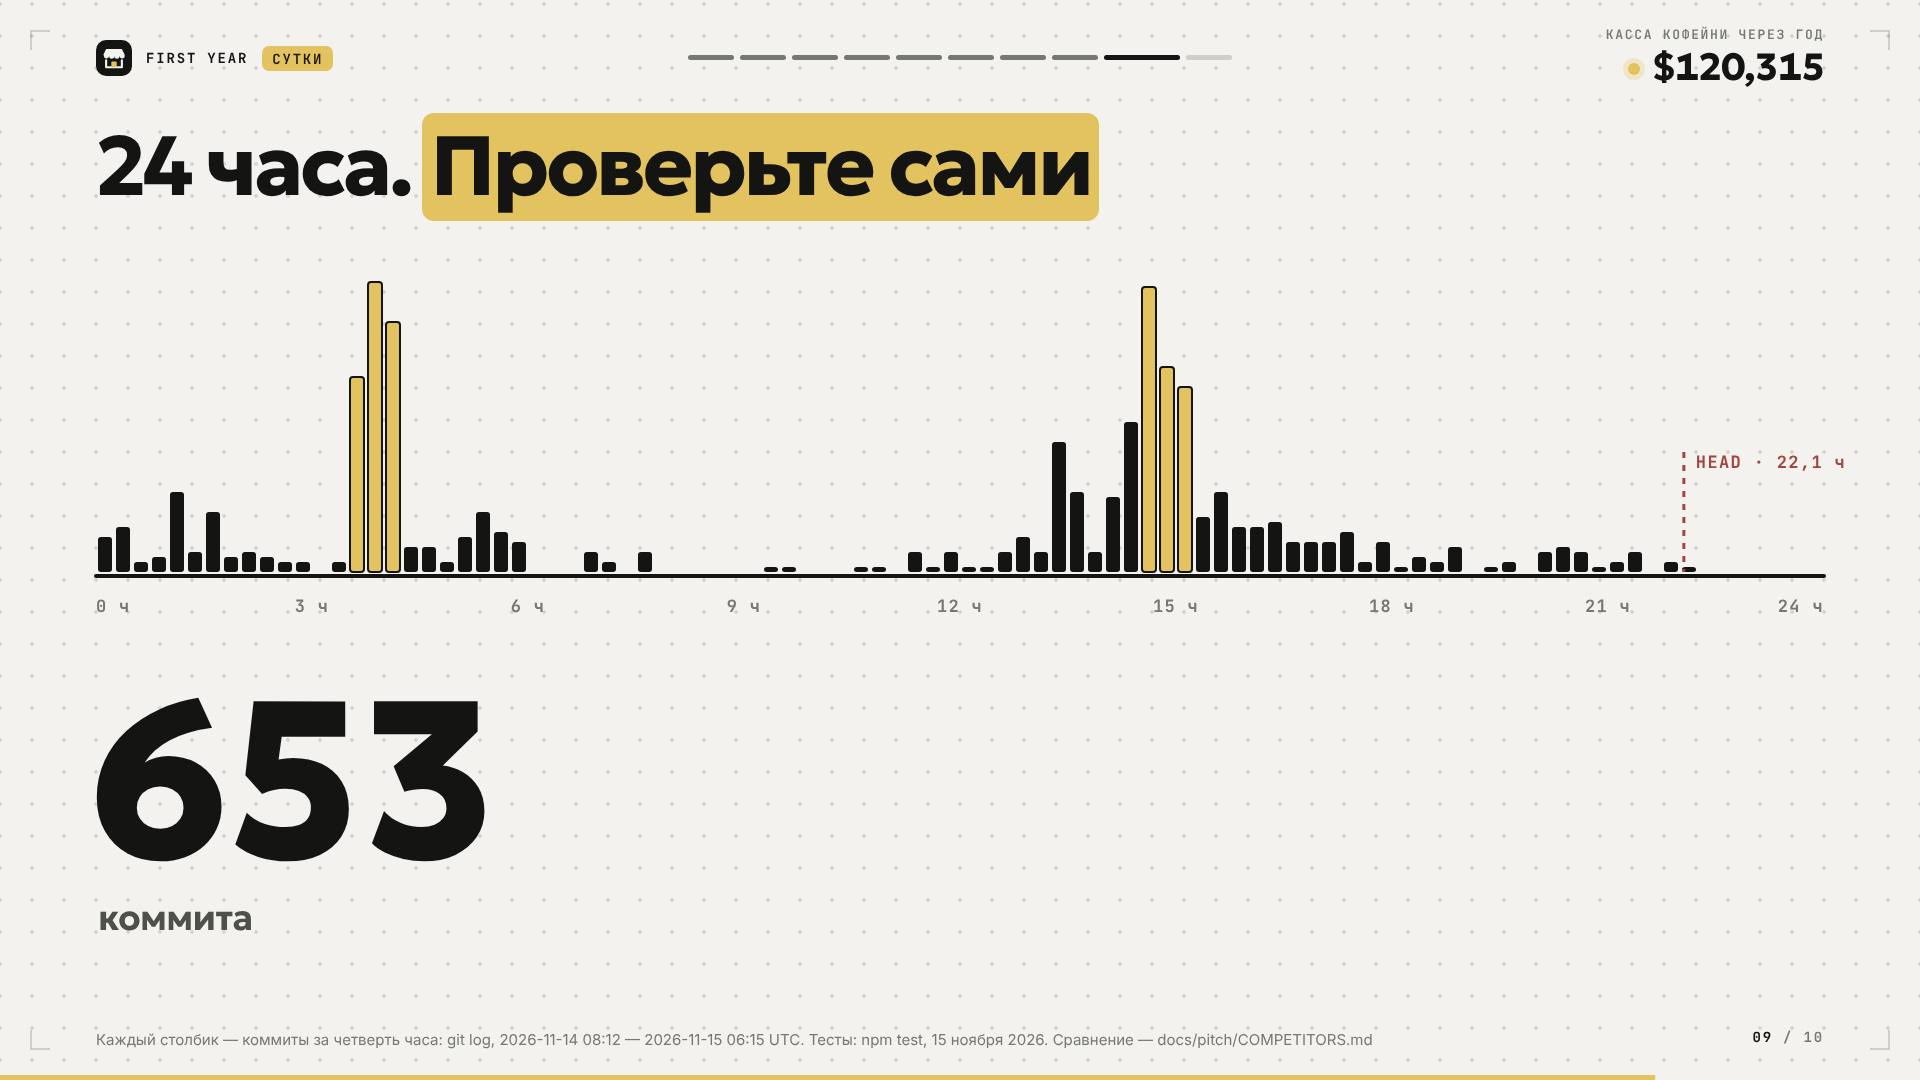 FIRST YEAR СУТКИ
КАССА КОФЕЙНИ ЧЕРЕЗ ГОД
$120,315
24 часа. Проверьте сами
HEAD · 22,1 ч
0 ч 3 ч 6 ч 9 ч 12 ч 15 ч 18 ч 21 ч 24 ч
653
коммита
Каждый столбик — коммиты за четверть часа: git log, 2026-11-14 08:12 — 2026-11-15 06:15 UTC. Тесты: npm test, 15 ноября 2026. Сравнение — docs/pitch/COMPETITORS.md
09 / 10